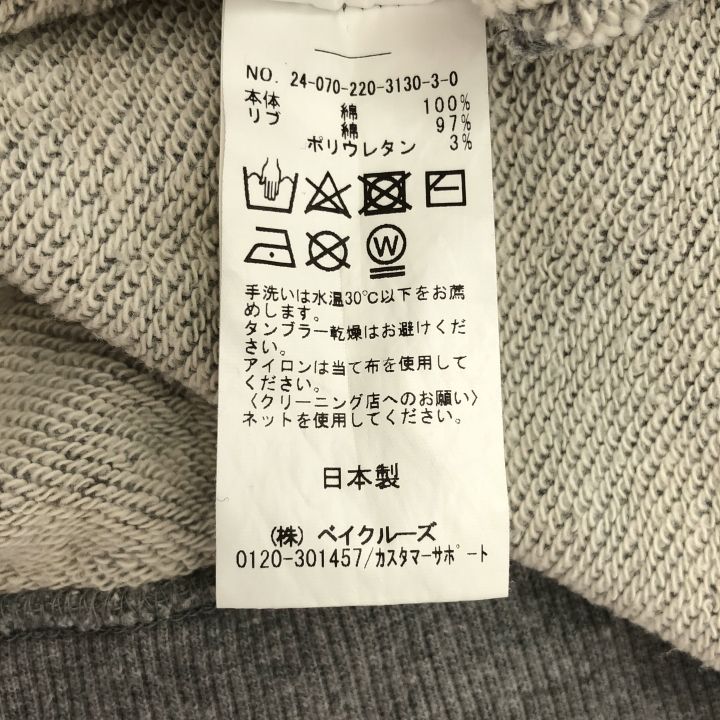 NO. 24-070-220-3130-3-0
本体 綿 100%
リブ 綿 97%
ポリウレタン 3%
W
手洗いは水温30℃以下をお薦
めします。
タンブラー乾燥はお避けくだ
さい。
アイロンは当て布を使用して
ください。
〈クリーニング店へのお願い〉
ネットを使用してください。
日本製
(株) ベイクルーズ
0120-301457/ｶｽﾀﾏｰｻﾎﾟｰﾄ